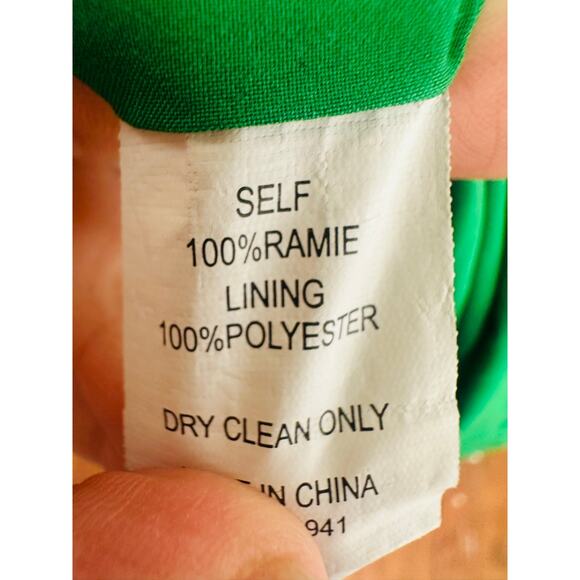 SELF
100%RAMIE
LINING
100%POLYESTER
DRY CLEAN ONLY
IN CHINA
941